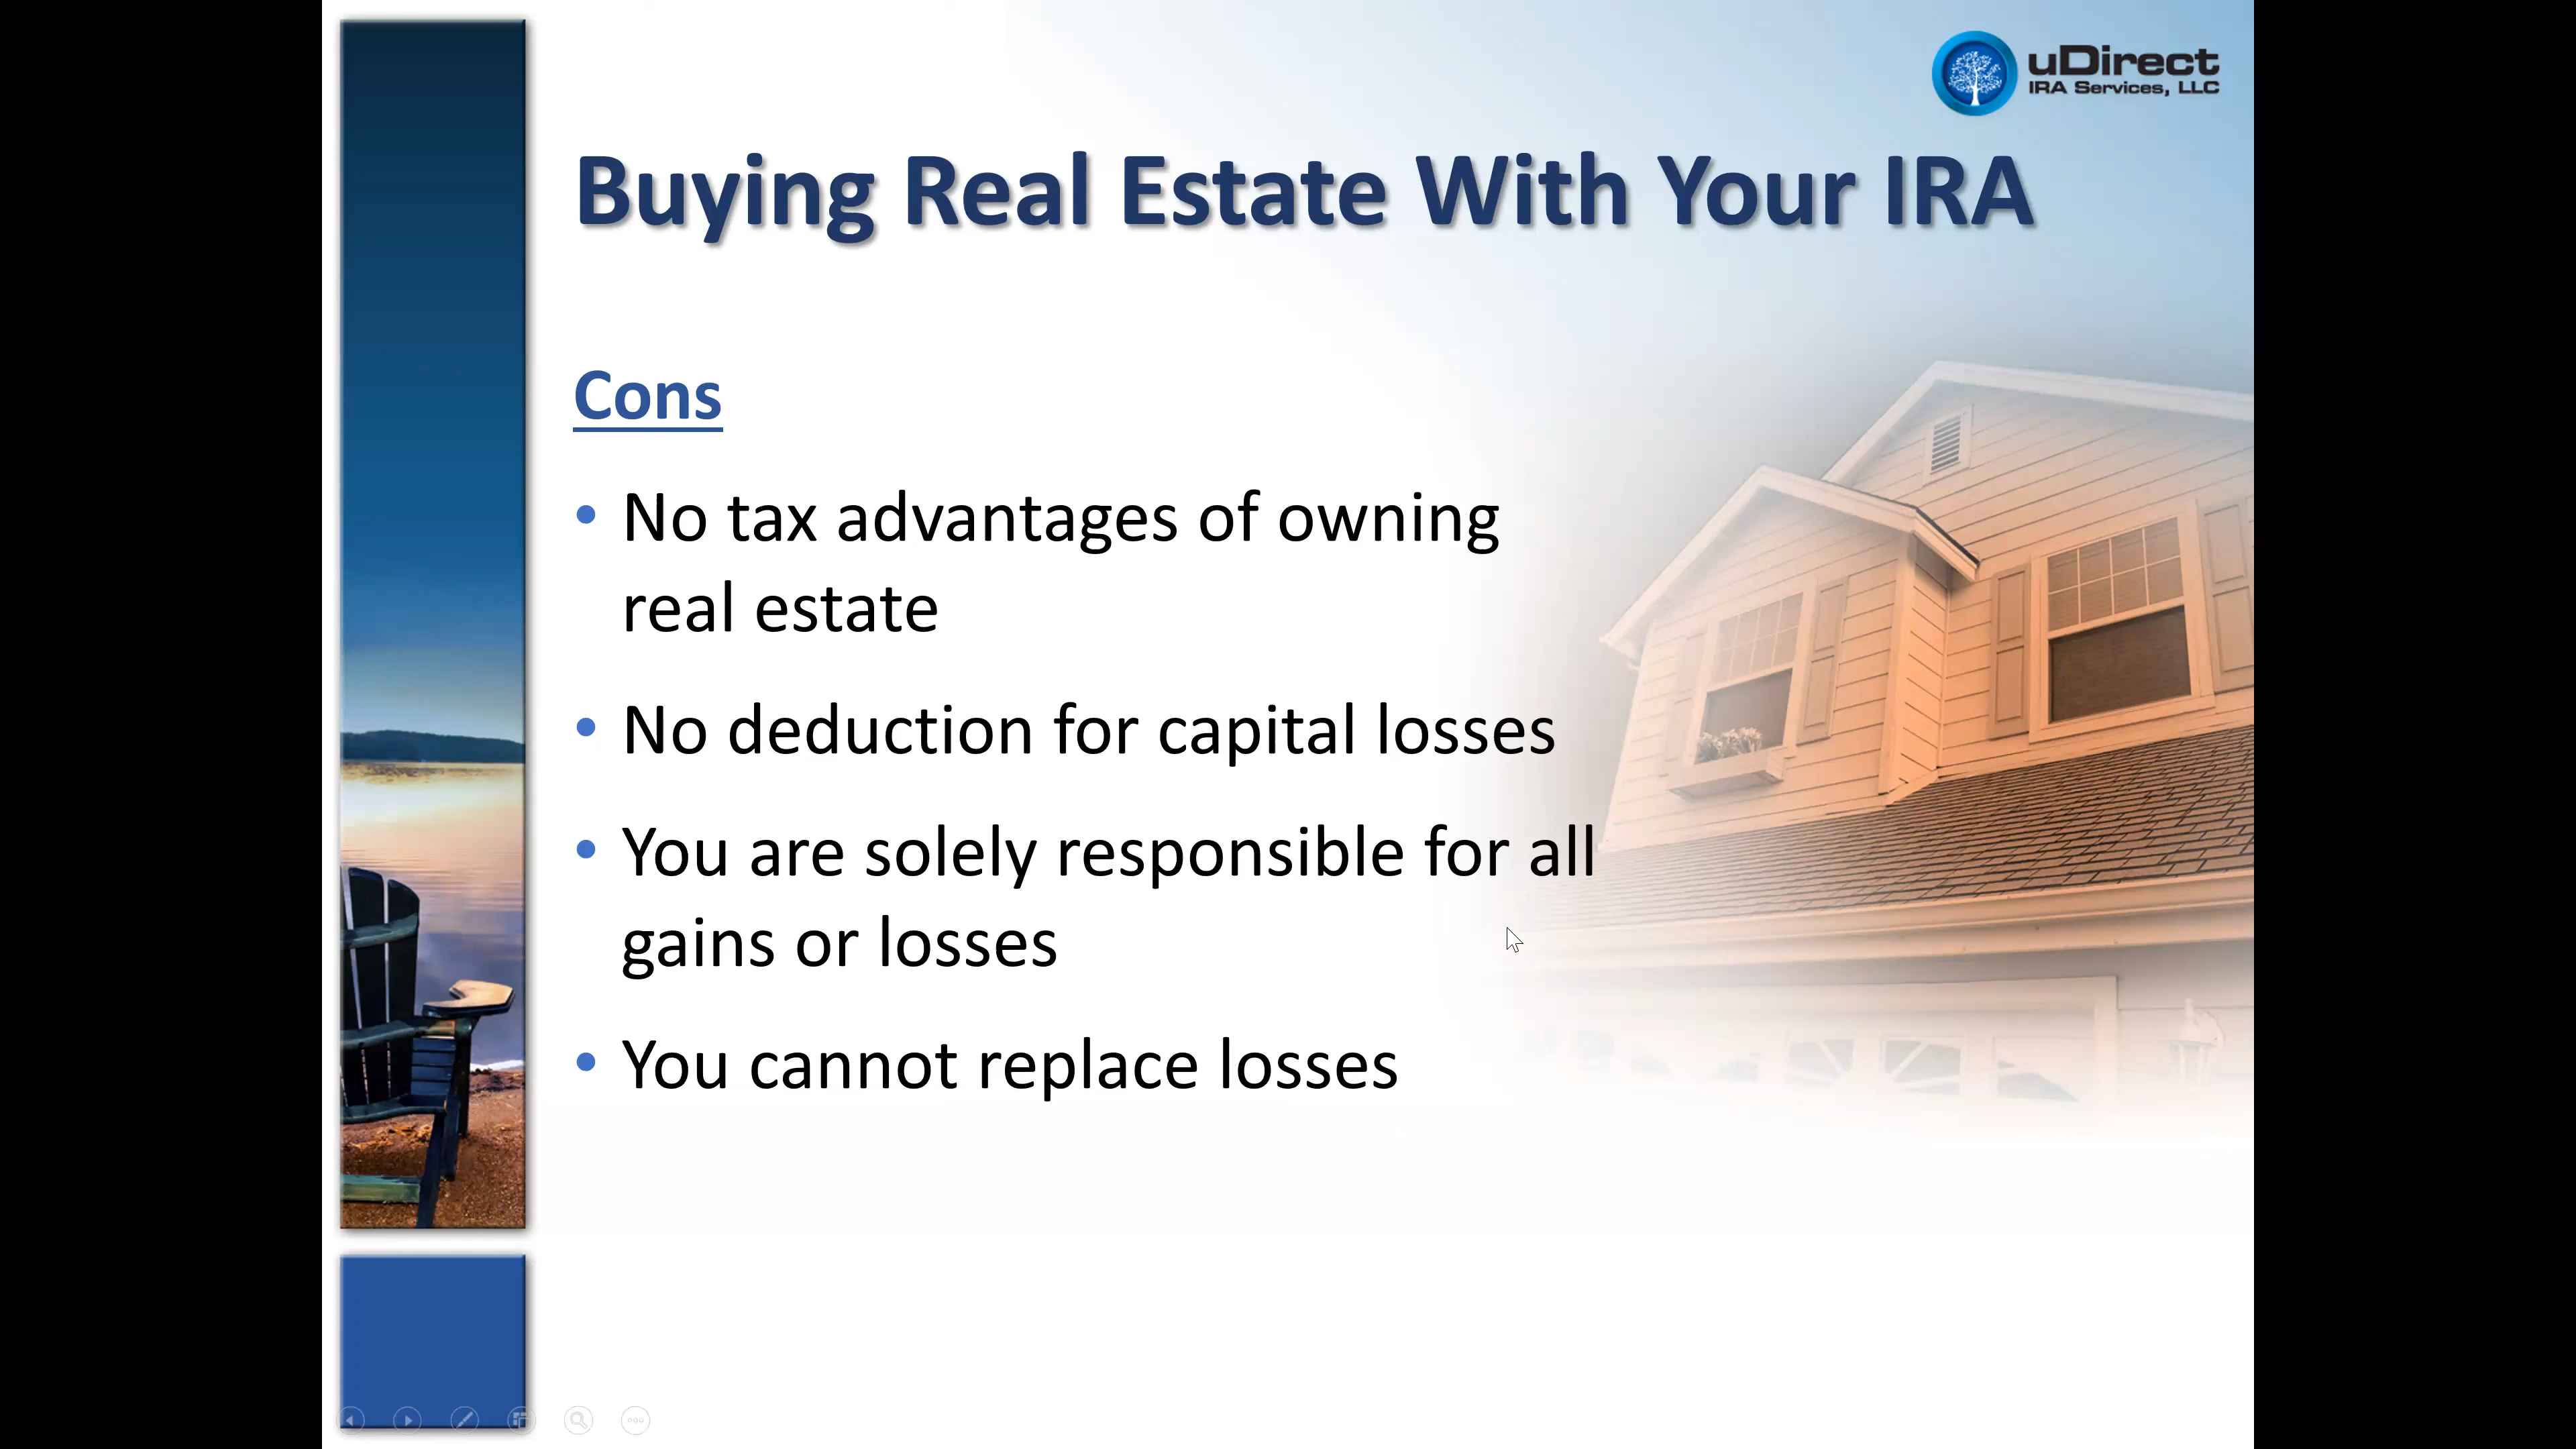 uDirect
IRA Services, LLC
Buying Real Estate With Your IRA
Cons
• No tax advantages of owning
real estate
• No deduction for capital losses
• You are solely responsible for all
gains or losses
• You cannot replace losses